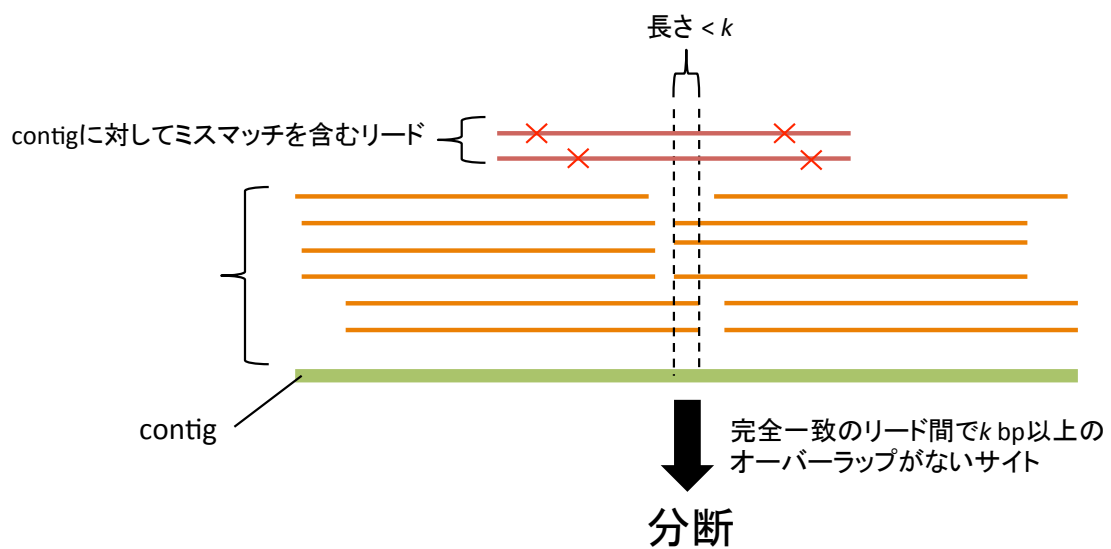 長さ < k
contigに対してミスマッチを含むリード
contig
完全一致のリード間でk bp以上の
オーバーラップがないサイト
分断